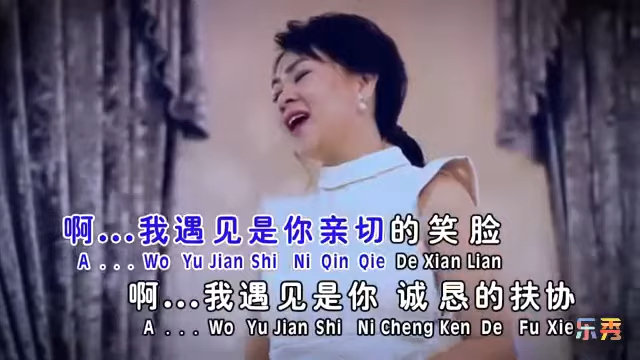 啊...我遇见是你亲切的笑脸
A ... Wo Yu Jian Shi Ni Qin Qie De Xian Lian
啊...我遇见是你 诚恳的扶协
A ... Wo Yu Jian Shi Ni Cheng Ken De Fu Xie
乐秀